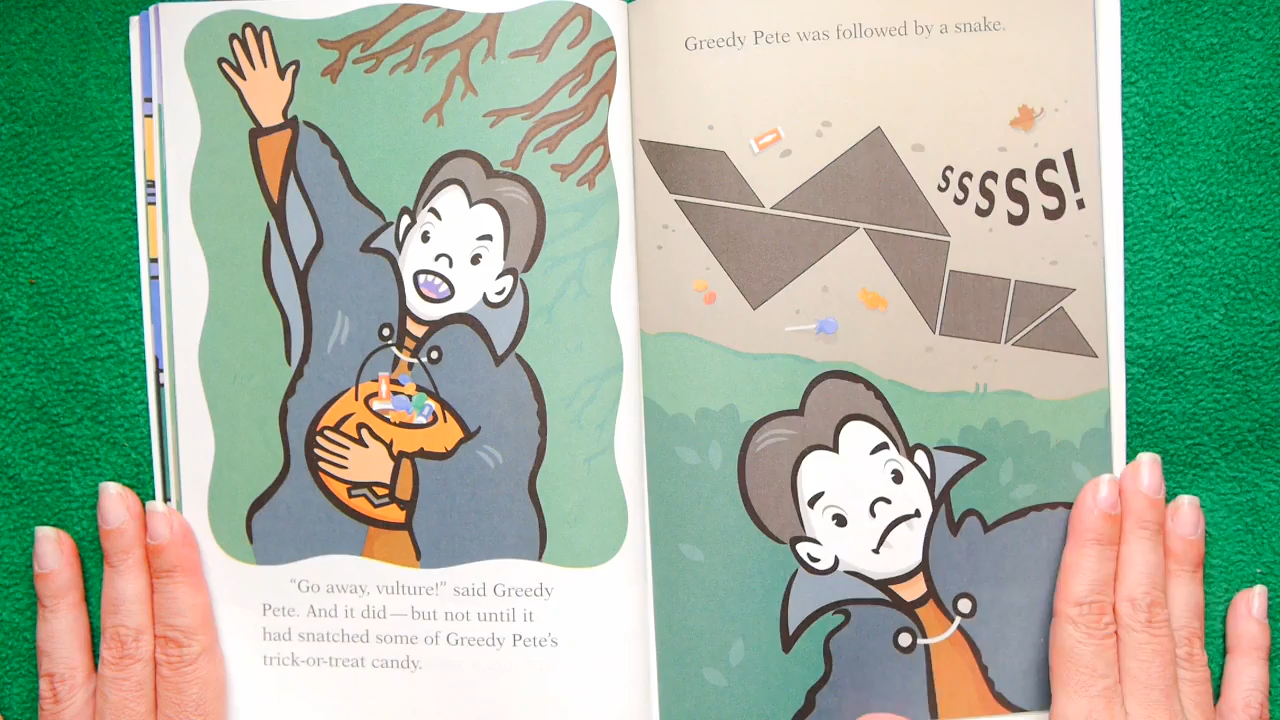 “Go away, vulture!” said Greedy
Pete. And it did—but not until it
had snatched some of Greedy Pete’s
trick-or-treat candy.
Greedy Pete was followed by a snake.
sssss!